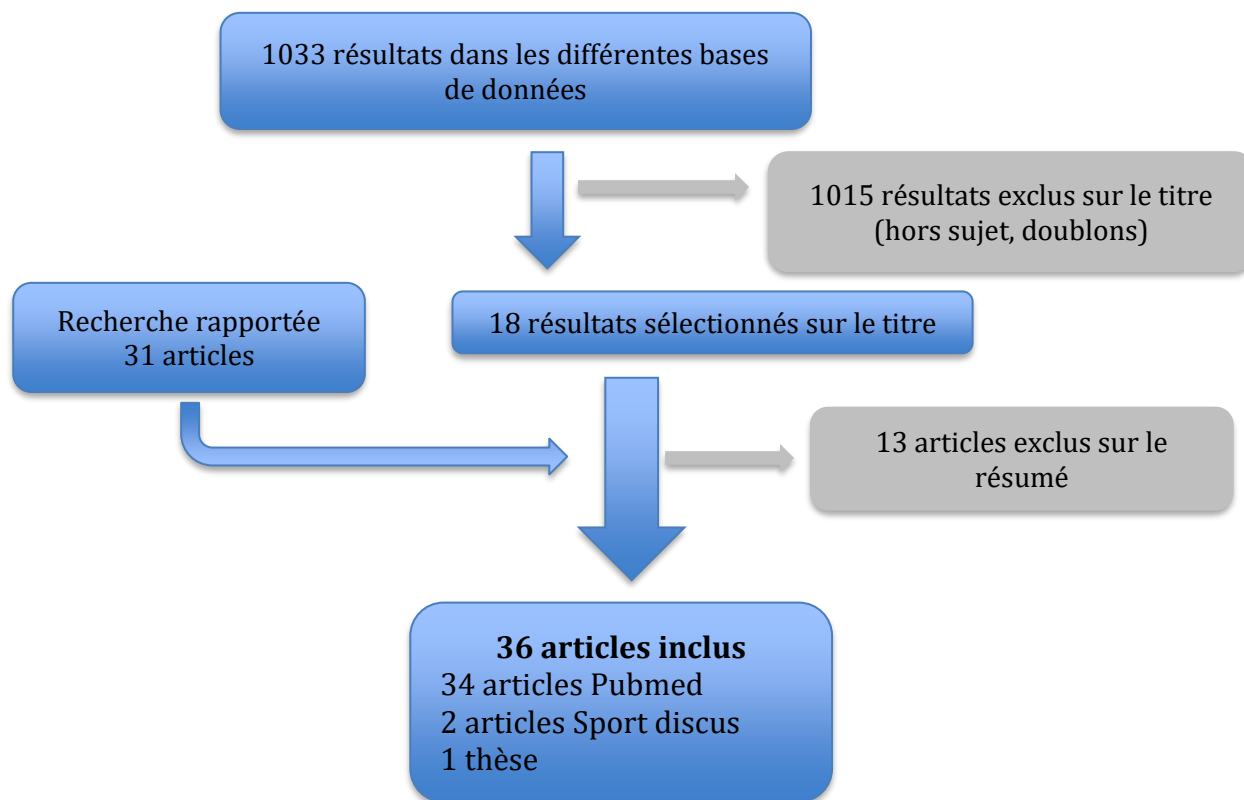 1033 résultats dans les différentes bases
de données
1015 résultats exclus sur le titre
(hors sujet, doublons)
Recherche rapportée
31 articles
18 résultats sélectionnés sur le titre
13 articles exclus sur le
résumé
36 articles inclus
34 articles Pubmed
2 articles Sport discus
1 thèse